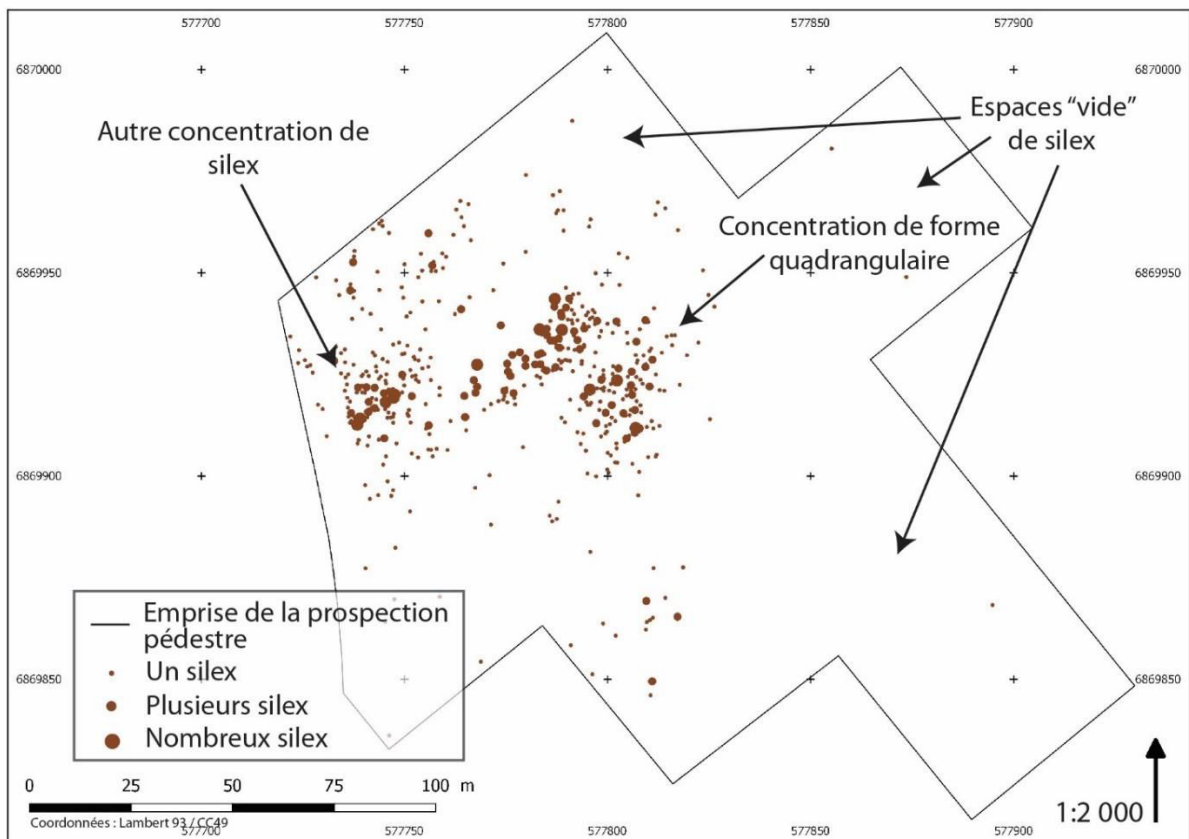 577700 577750 577800 577850 577900
6870000 6870000
Autre concentration de
silex
Espaces “vide”
de silex
Concentration de forme
quadrangulaire
6869950 6869950
6869900 6869900
6869850 6869850
Emprise de la prospection
pédestre
Un silex
Plusieurs silex
Nombreux silex
0 25 50 75 100 m
Coordonnées : Lambert 93 / CC49
1:2 000
577700 577750 577800 577850 577900